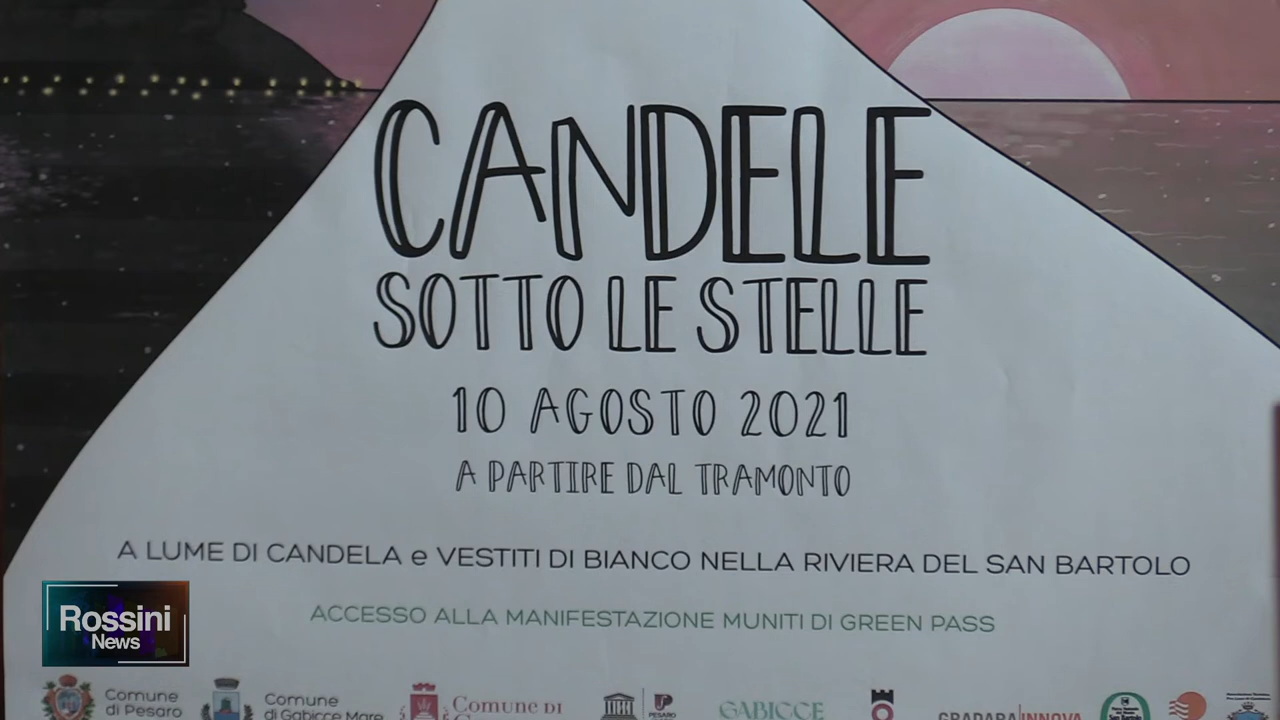 CANDELE
SOTTO LE STELLE
10 AGOSTO 2021
A PARTIRE DAL TRAMONTO
A LUME DI CANDELA e VESTITI DI BIANCO NELLA RIVIERA DEL SAN BARTOLO
ACCESSO ALLA MANIFESTAZIONE MUNITI DI GREEN PASS
Rossini
News
Comune
di Pesaro
Comune
di Gabicce Mare
Comune di
PESARO
GABICCE
GRADARA INNOVA